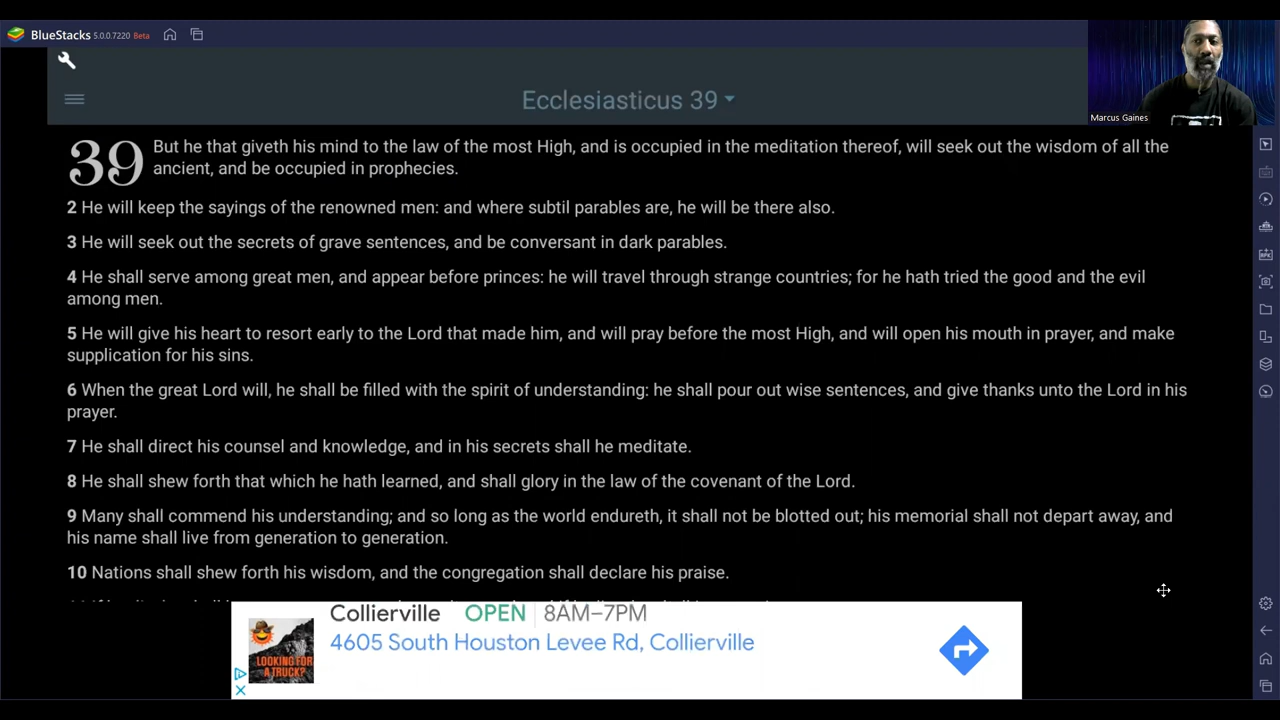 BlueStacks 5.0.0.7220 Beta
Marcus Gaines
Ecclesiasticus 39
39 But he that giveth his mind to the law of the most High, and is occupied in the meditation thereof, will seek out the wisdom of all the
ancient, and be occupied in prophecies.
2 He will keep the sayings of the renowned men: and where subtil parables are, he will be there also.
3 He will seek out the secrets of grave sentences, and be conversant in dark parables.
4 He shall serve among great men, and appear before princes: he will travel through strange countries; for he hath tried the good and the evil
among men.
5 He will give his heart to resort early to the Lord that made him, and will pray before the most High, and will open his mouth in prayer, and make
supplication for his sins.
6 When the great Lord will, he shall be filled with the spirit of understanding: he shall pour out wise sentences, and give thanks unto the Lord in his
prayer.
7 He shall direct his counsel and knowledge, and in his secrets shall he meditate.
8 He shall shew forth that which he hath learned, and shall glory in the law of the covenant of the Lord.
9 Many shall commend his understanding; and so long as the world endureth, it shall not be blotted out; his memorial shall not depart away, and
his name shall live from generation to generation.
10 Nations shall shew forth his wisdom, and the congregation shall declare his praise.
Collierville OPEN 8AM–7PM
4605 South Houston Levee Rd, Collierville
LOOKING FOR
A TRUCK?